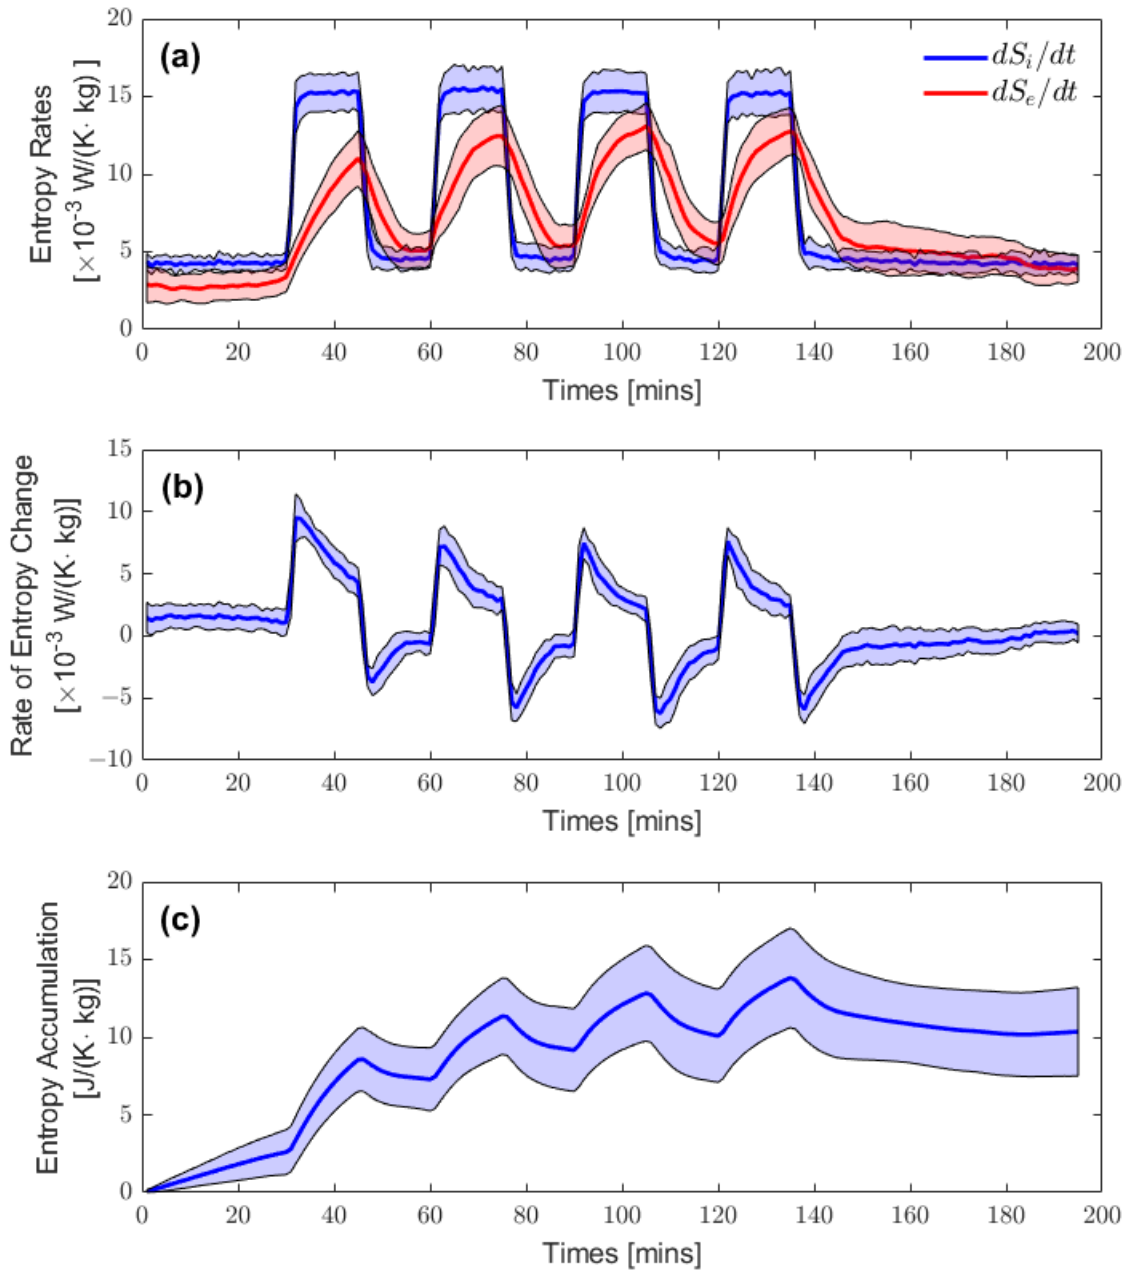 (a)
dS_i/dt
dS_e/dt
Entropy Rates
[×10⁻³ W/(K· kg) ]
20
15
10
5
0
0 20 40 60 80 100 120 140 160 180 200
Times [mins]
(b)
Rate of Entropy Change
[×10⁻³ W/(K· kg)]
15
10
5
0
−5
−10
0 20 40 60 80 100 120 140 160 180 200
Times [mins]
(c)
Entropy Accumulation
[J/(K· kg)]
20
15
10
5
0
0 20 40 60 80 100 120 140 160 180 200
Times [mins]